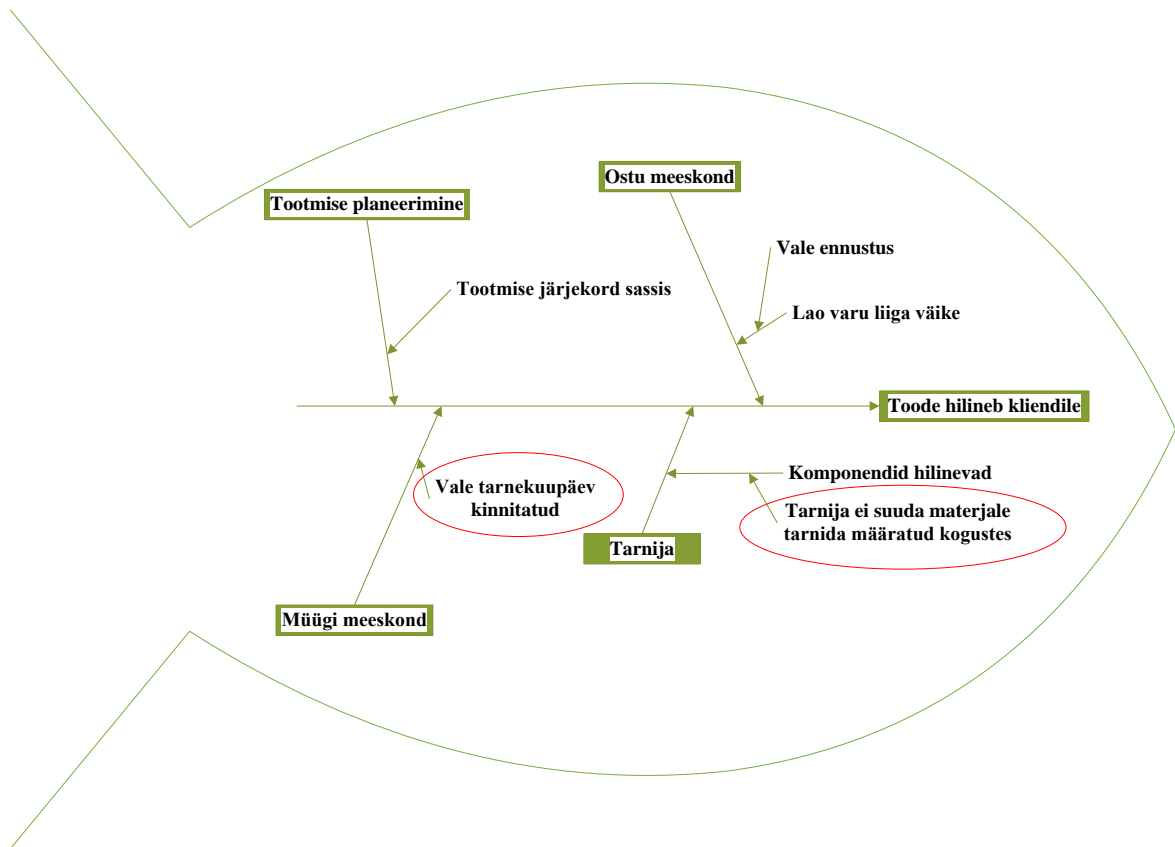 Ostu meeskond
Tootmise planeerimine
Vale ennustus
Tootmise järjekord sassis
Lao varu liiga väike
Toode hilineb kliendile
Komponendid hilinevad
Vale tarnekuupäev
kinnitatud
Tarnija ei suuda materjale
tarnida määratud kogustes
Tarnija
Müügi meeskond